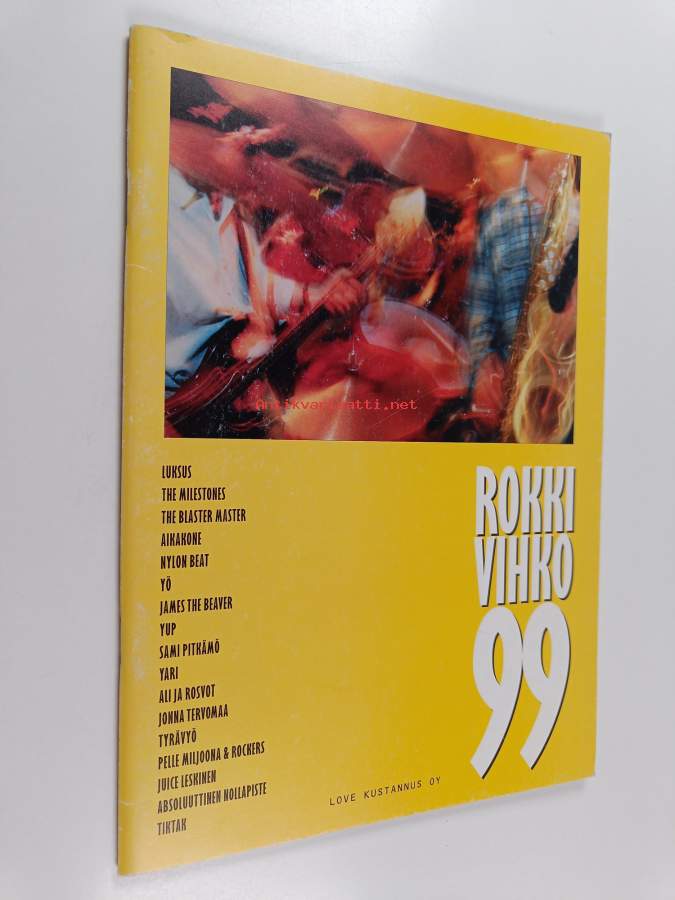 antikvariaatti.net
LUKSUS
THE MILESTONES
THE BLASTER MASTER
AIKAKONE
NYLON BEAT
YÖ
JAMES THE BEAVER
YUP
SAMI PITKÄMÖ
YARI
ALI JA ROSVOT
JONNA TERVOMAA
TYRÄVYÖ
PELLE MILJOONA & ROCKERS
JUICE LESKINEN
ABSOLUUTTINEN NOLLAPISTE
TIKTAK
ROKKI
VIHKO
99
LOVE KUSTANNUS OY